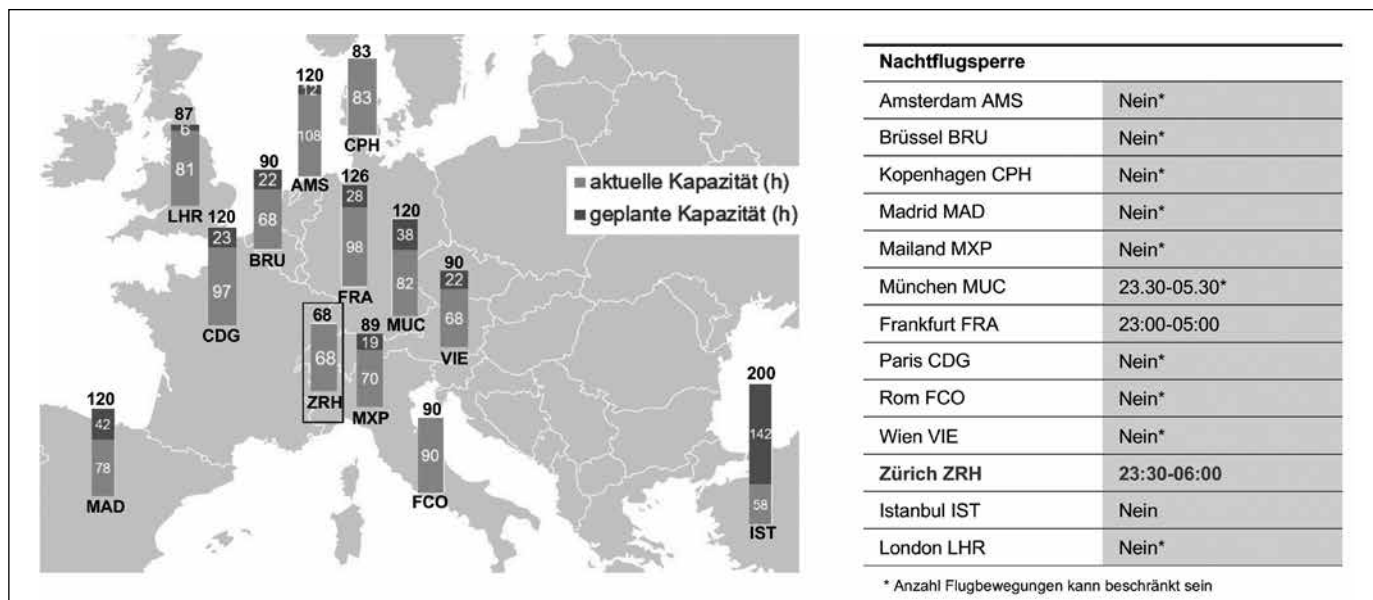 83
83
CPH
120
12
108
AMS
87
6
81
LHR
90
22
68
BRU
126
28
98
FRA
120
23
97
CDG
120
38
82
MUC
90
22
68
VIE
68
68
ZRH
89
19
70
MXP
120
42
78
MAD
90
90
FCO
200
142
58
IST
aktuelle Kapazität (h)
geplante Kapazität (h)
Nachtflugsperre
Amsterdam AMS Nein*
Brüssel BRU Nein*
Kopenhagen CPH Nein*
Madrid MAD Nein*
Mailand MXP Nein*
München MUC 23.30-05.30*
Frankfurt FRA 23:00-05:00
Paris CDG Nein*
Rom FCO Nein*
Wien VIE Nein*
Zürich ZRH 23:30-06:00
Istanbul IST Nein
London LHR Nein*
* Anzahl Flugbewegungen kann beschränkt sein